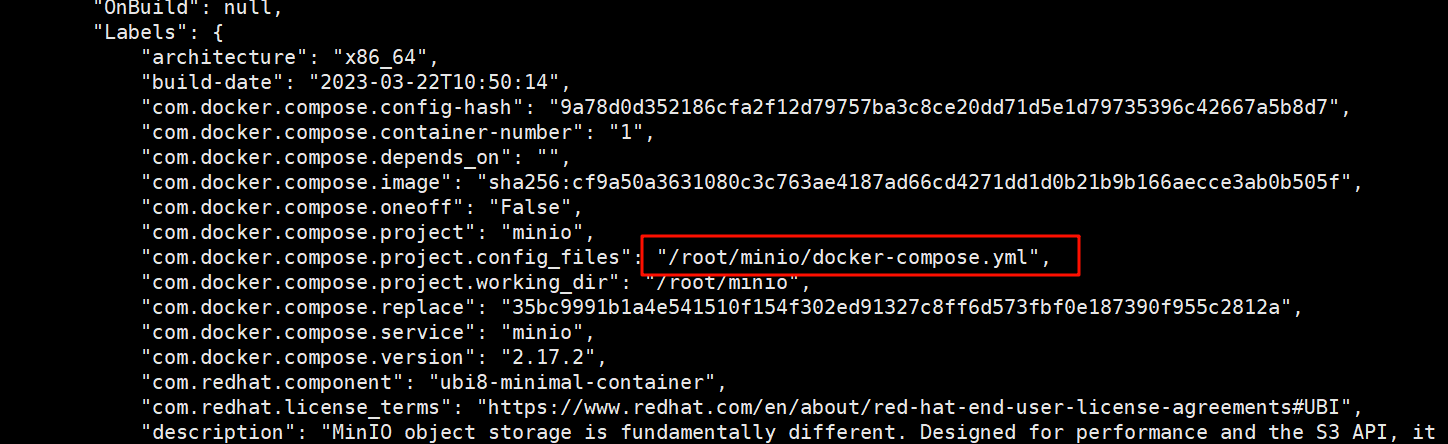 "OnBuild": null,
"Labels": {
"architecture": "x86_64",
"build-date": "2023-03-22T10:50:14",
"com.docker.compose.config-hash": "9a78d0d352186cfa2f12d79757ba3c8ce20dd71d5e1d79735396c42667a5b8d7",
"com.docker.compose.container-number": "1",
"com.docker.compose.depends_on": "",
"com.docker.compose.image": "sha256:cf9a50a3631080c3c763ae4187ad66cd4271dd1d0b21b9b166aecce3ab0b505f",
"com.docker.compose.oneoff": "False",
"com.docker.compose.project": "minio",
"com.docker.compose.project.config_files": "/root/minio/docker-compose.yml",
"com.docker.compose.project.working_dir": "/root/minio",
"com.docker.compose.replace": "35bc9991b1a4e541510f154f302ed91327c8ff6d573fbf0e187390f955c2812a",
"com.docker.compose.service": "minio",
"com.docker.compose.version": "2.17.2",
"com.redhat.component": "ubi8-minimal-container",
"com.redhat.license_terms": "https://www.redhat.com/en/about/red-hat-end-user-license-agreements#UBI",
"description": "MinIO object storage is fundamentally different. Designed for performance and the S3 API, it